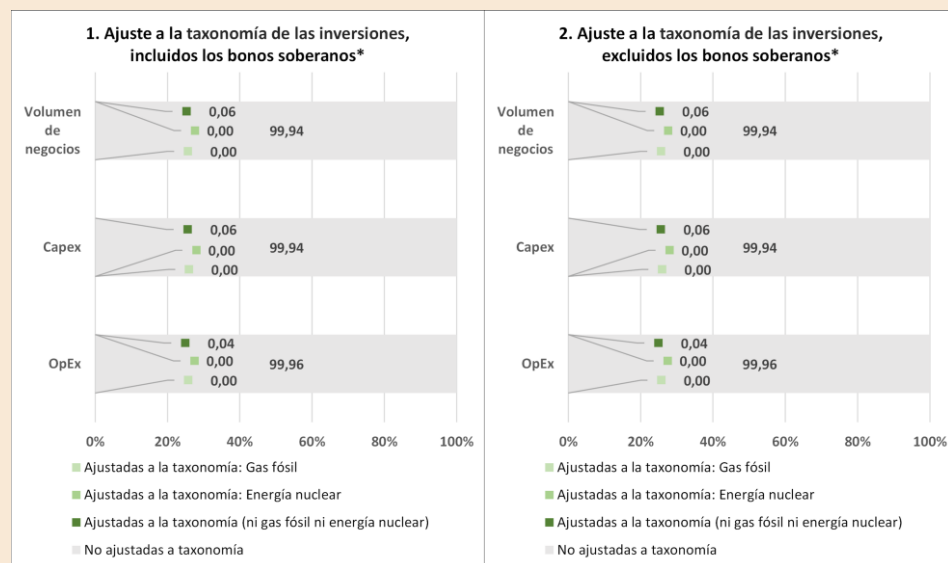 1. Ajuste a la taxonomía de las inversiones,
incluidos los bonos soberanos*
Volumen
de
negocios
0,06
0,00
0,00
99,94
Capex
0,06
0,00
0,00
99,94
OpEx
0,04
0,00
0,00
99,96
0% 20% 40% 60% 80% 100%
Ajustadas a la taxonomía: Gas fósil
Ajustadas a la taxonomía: Energía nuclear
Ajustadas a la taxonomía (ni gas fósil ni energía nuclear)
No ajustadas a taxonomía
2. Ajuste a la taxonomía de las inversiones,
excluidos los bonos soberanos*
Volumen
de
negocios
0,06
0,00
0,00
99,94
Capex
0,06
0,00
0,00
99,94
OpEx
0,04
0,00
0,00
99,96
0% 20% 40% 60% 80% 100%
Ajustadas a la taxonomía: Gas fósil
Ajustadas a la taxonomía: Energía nuclear
Ajustadas a la taxonomía (ni gas fósil ni energía nuclear)
No ajustadas a taxonomía